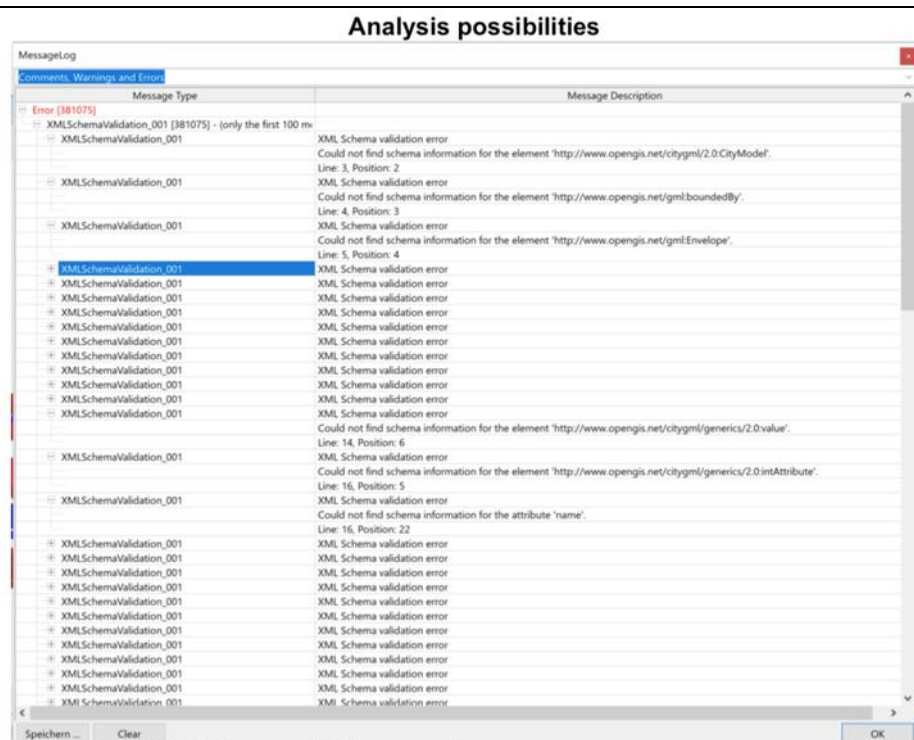 Analysis possibilities
MessageLog
Comments, Warnings and Errors
Message Type Message Description
Error [381075]
XMLSchemaValidation_001 [381075] - (only the first 100 m
XMLSchemaValidation_001 XML Schema validation error
Could not find schema information for the element 'http://www.opengis.net/citygml/2.0:CityModel'.
Line: 3, Position: 2
XMLSchemaValidation_001 XML Schema validation error
Could not find schema information for the element 'http://www.opengis.net/gml:boundedBy'.
Line: 4, Position: 3
XMLSchemaValidation_001 XML Schema validation error
Could not find schema information for the element 'http://www.opengis.net/gml:Envelope'.
Line: 5, Position: 4
XMLSchemaValidation_001 XML Schema validation error
XMLSchemaValidation_001 XML Schema validation error
XMLSchemaValidation_001 XML Schema validation error
XMLSchemaValidation_001 XML Schema validation error
XMLSchemaValidation_001 XML Schema validation error
XMLSchemaValidation_001 XML Schema validation error
XMLSchemaValidation_001 XML Schema validation error
XMLSchemaValidation_001 XML Schema validation error
XMLSchemaValidation_001 XML Schema validation error
XMLSchemaValidation_001 XML Schema validation error
XMLSchemaValidation_001 XML Schema validation error
Could not find schema information for the element 'http://www.opengis.net/citygml/generics/2.0:value'.
Line: 14, Position: 6
XMLSchemaValidation_001 XML Schema validation error
Could not find schema information for the element 'http://www.opengis.net/citygml/generics/2.0:intAttribute'.
Line: 16, Position: 5
XMLSchemaValidation_001 XML Schema validation error
Could not find schema information for the attribute 'name'.
Line: 16, Position: 22
XMLSchemaValidation_001 XML Schema validation error
XMLSchemaValidation_001 XML Schema validation error
XMLSchemaValidation_001 XML Schema validation error
XMLSchemaValidation_001 XML Schema validation error
XMLSchemaValidation_001 XML Schema validation error
XMLSchemaValidation_001 XML Schema validation error
XMLSchemaValidation_001 XML Schema validation error
XMLSchemaValidation_001 XML Schema validation error
XMLSchemaValidation_001 XML Schema validation error
XMLSchemaValidation_001 XML Schema validation error
XMLSchemaValidation_001 XML Schema validation error
XMLSchemaValidation_001 XML Schema validation error
Speichern ... Clear OK